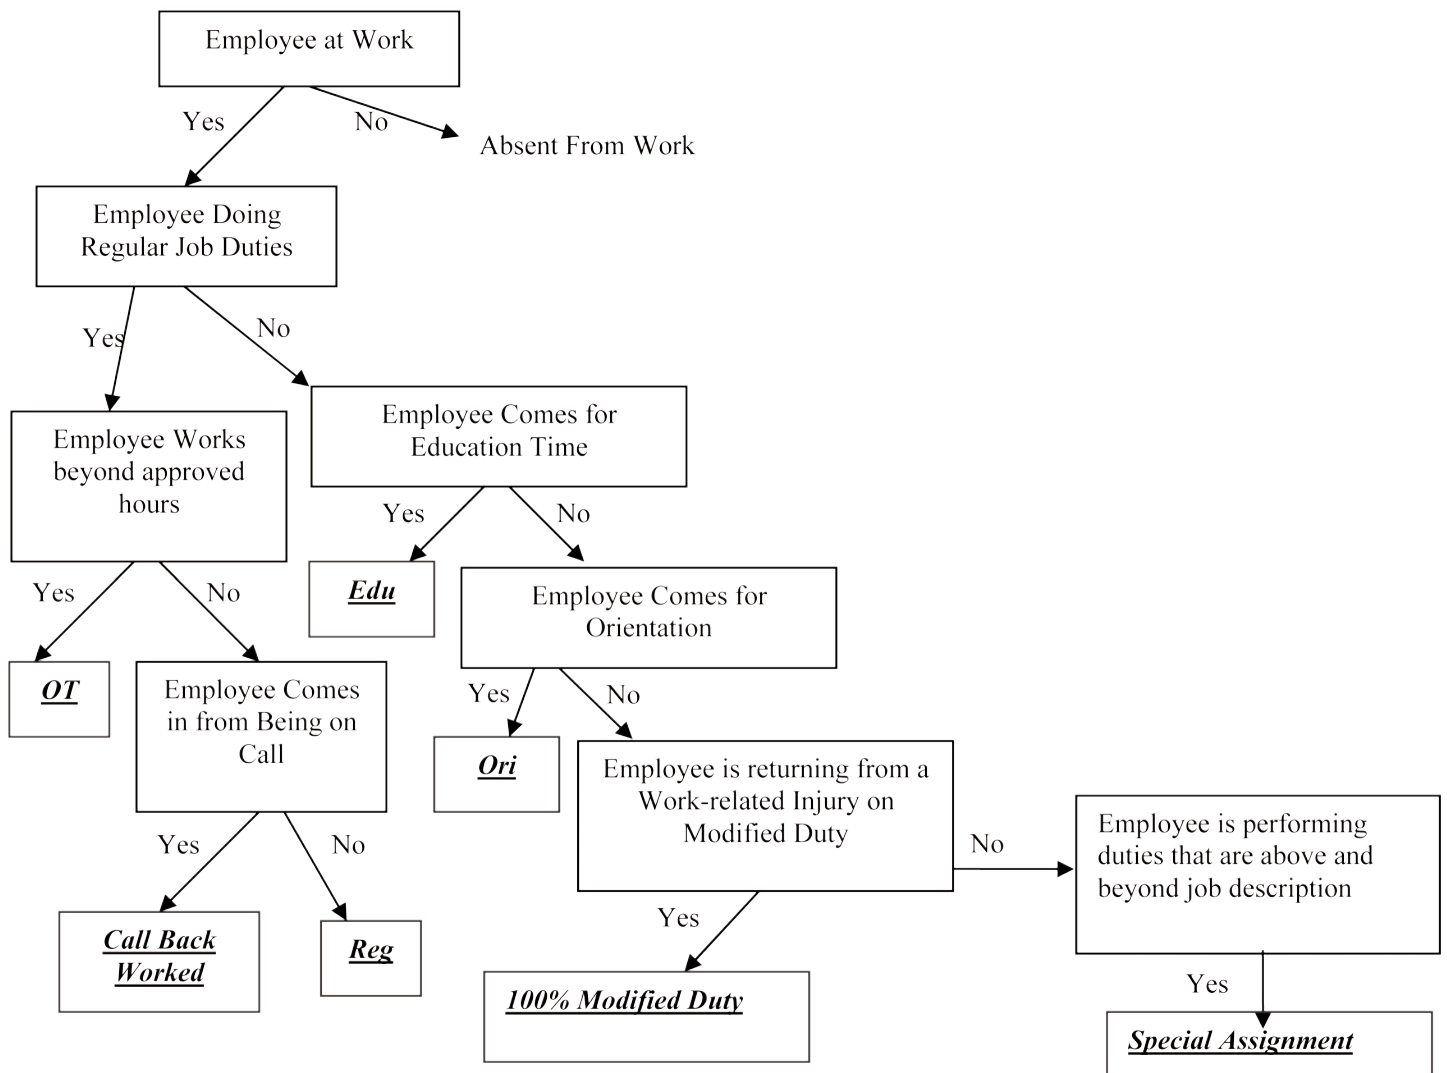 Employee at Work
Yes
No
Absent From Work
Employee Doing
Regular Job Duties
Yes
No
Employee Comes for
Education Time
Employee Works
beyond approved
hours
Yes
No
Edu
Employee Comes for
Orientation
Yes
No
OT
Employee Comes
in from Being on
Call
Yes
No
Ori
Employee is returning from a
Work-related Injury on
Modified Duty
No
Employee is performing
duties that are above and
beyond job description
Yes
No
Call Back
Worked
Reg
Yes
100% Modified Duty
Yes
Special Assignment